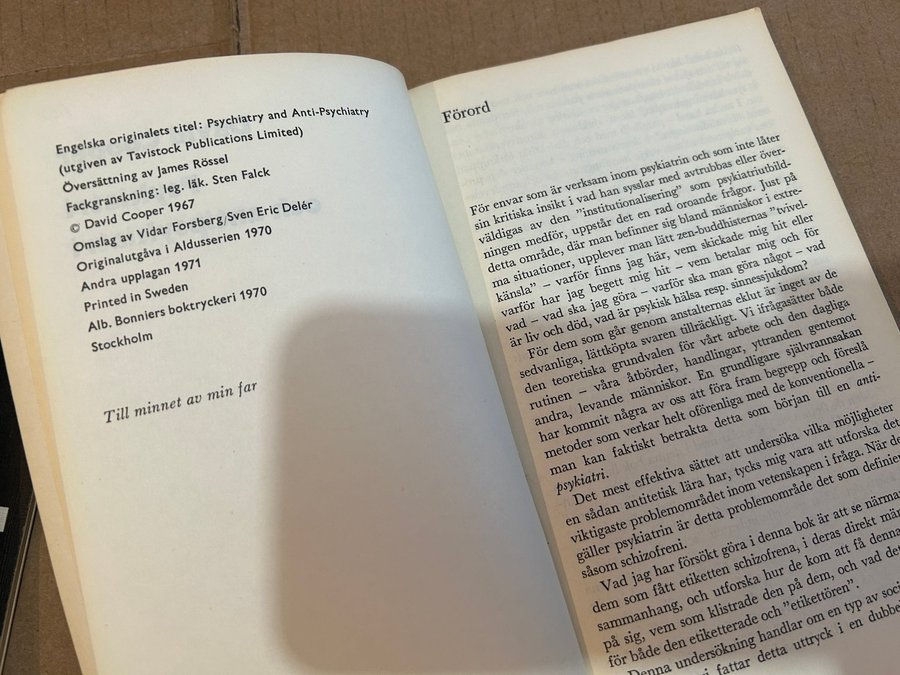 Engelska originalets titel: Psychiatry and Anti-Psychiatry
(utgiven av Tavistock Publications Limited)
Översättning av James Rössel
Fackgranskning: leg. läk. Sten Falck
© David Cooper 1967
Omslag av Vidar Forsberg/Sven Eric Delér
Originalutgåva i Aldusserien 1970
Andra upplagan 1971
Printed in Sweden
Alb. Bonniers boktryckeri 1970
Stockholm
Till minnet av min far
Förord
För envar som är verksam inom psykiatrin och som inte låter
sin kritiska insikt i vad han sysslar med avtrubbas eller över-
väldigas av den "institutionalisering" som psykiatriutbild-
ningen medför, uppstår det en rad oroande frågor. Just på
detta område, där man befinner sig bland människor i extre-
ma situationer, upplever man lätt zen-buddhisternas "tvivel-
känsla" – varför finns jag här, vem skickade mig hit eller
varför har jag begett mig hit – vem betalar mig och för
vad – vad ska jag göra – varför ska man göra något – vad
är liv och död, vad är psykisk hälsa resp. sinnessjukdom?
För dem som går genom anstalternas eklut är inget av de
sedvanliga, lättköpta svaren tillräckligt. Vi ifrågasätter både
den teoretiska grundvalen för vårt arbete och den dagliga
rutinen – våra åtbörder, handlingar, yttranden gentemot
andra, levande människor. En grundligare självrannsakan
har kommit några av oss att föra fram begrepp och föreslå
metoder som verkar helt oförenliga med de konventionella –
man kan faktiskt betrakta detta som början till en anti-
psykiatri.
Det mest effektiva sättet att undersöka vilka möjligheter
en sådan antitetisk lära har, tycks mig vara att utforska det
viktigaste problemområdet inom vetenskapen i fråga. När de
gäller psykiatrin är detta problemområde det som definie
såsom schizofreni.
Vad jag har försökt göra i denna bok är att se närma
dem som fått etiketten schizofrena, i deras direkt män
sammanhang, och utforska hur de kom att få denna
på sig, vem som klistrade den på dem, och vad de
för både den etiketterade och "etikettören".
Denna undersökning handlar om en typ av soci
fattar detta uttryck i en dubbe